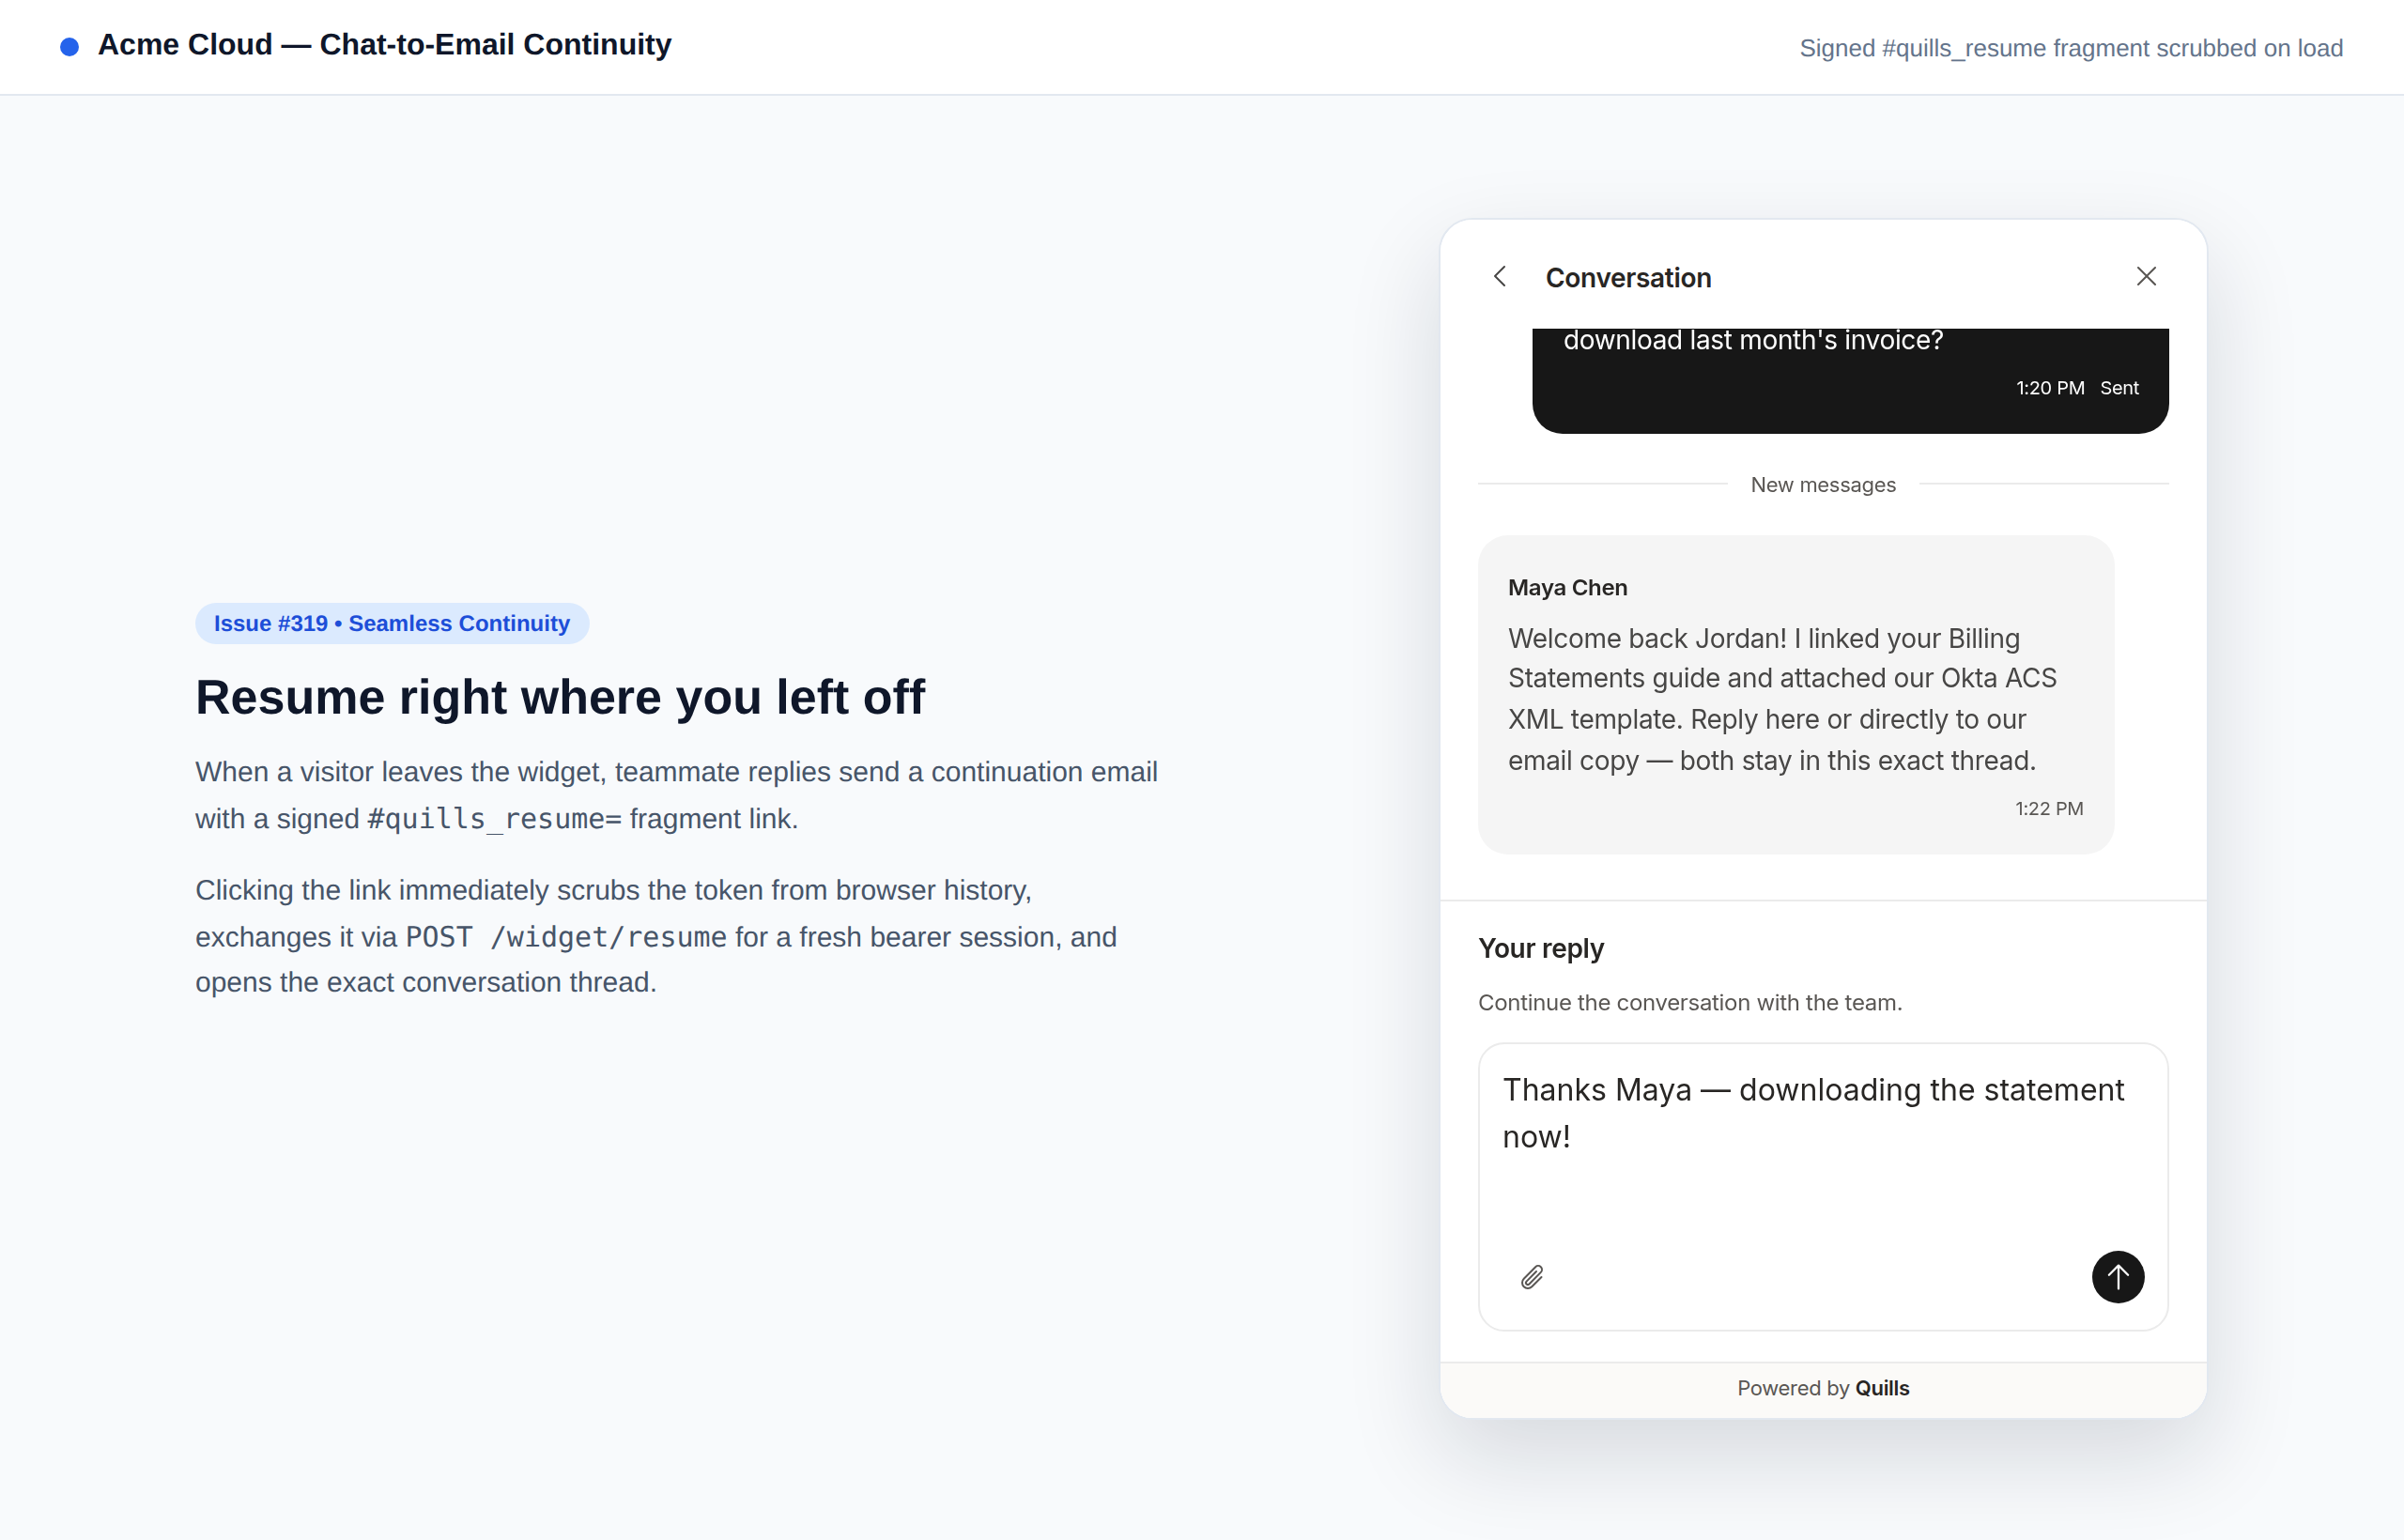 Acme Cloud — Chat-to-Email Continuity
Signed #quills_resume fragment scrubbed on load
Issue #319 • Seamless Continuity
Resume right where you left off
When a visitor leaves the widget, teammate replies send a continuation email
with a signed #quills_resume= fragment link.
Clicking the link immediately scrubs the token from browser history,
exchanges it via POST /widget/resume for a fresh bearer session, and
opens the exact conversation thread.
Conversation
download last month's invoice?
1:20 PM Sent
New messages
Maya Chen
Welcome back Jordan! I linked your Billing
Statements guide and attached our Okta ACS
XML template. Reply here or directly to our
email copy — both stay in this exact thread.
1:22 PM
Your reply
Continue the conversation with the team.
Thanks Maya — downloading the statement
now!
Powered by Quills